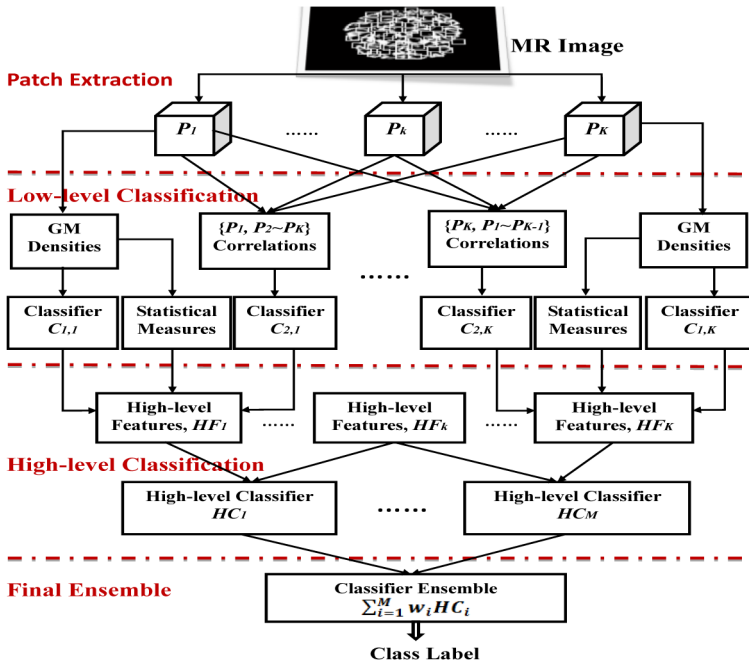 MR Image
Patch Extraction
P1 ...... Pk ...... PK
Low-level Classification
GM
Densities
{P1, P2~PK}
Correlations
{PK, P1~PK-1}
Correlations
GM
Densities
......
Classifier
C1,1
Statistical
Measures
Classifier
C2,1
Classifier
C2,K
Statistical
Measures
Classifier
C1,K
High-level
Features, HF1
......
High-level
Features, HFk
......
High-level
Features, HFK
High-level Classification
High-level Classifier
HC1
......
High-level Classifier
HCM
Final Ensemble
Classifier Ensemble
∑_{i=1}^{M} w_i HC_i
Class Label